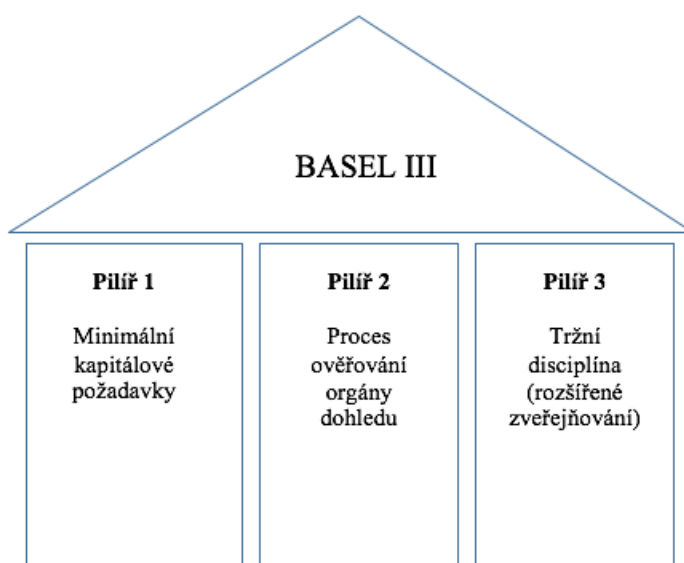 BASEL III
Pilíř 1
Minimální
kapitálové
požadavky
Pilíř 2
Proces
ověřování
orgány
dohledu
Pilíř 3
Tržní
disciplína
(rozšířené
zveřejňování)